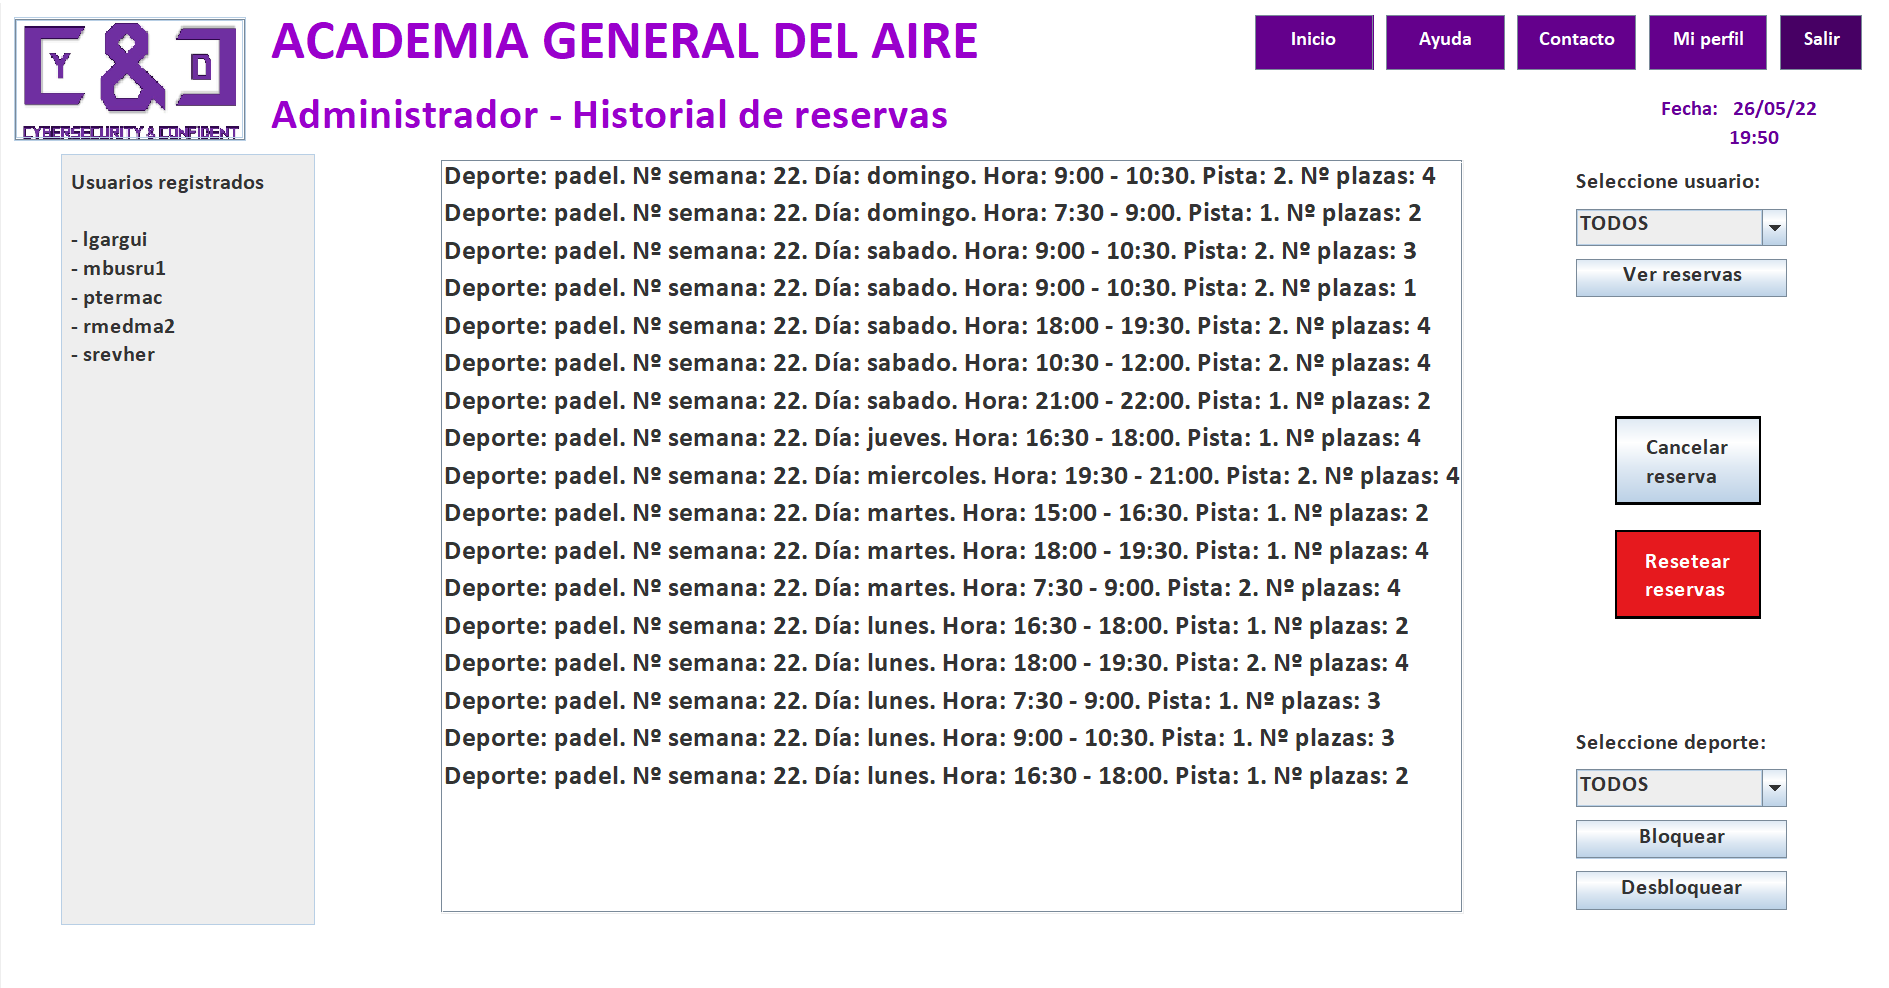 Y & D
CYBERSECURITY & CONFIDENT
ACADEMIA GENERAL DEL AIRE
Administrador - Historial de reservas
Inicio
Ayuda
Contacto
Mi perfil
Salir
Fecha: 26/05/22
19:50
Usuarios registrados
- lgargui
- mbusru1
- ptermac
- rmedma2
- srevher
Deporte: padel. Nº semana: 22. Día: domingo. Hora: 9:00 - 10:30. Pista: 2. Nº plazas: 4
Deporte: padel. Nº semana: 22. Día: domingo. Hora: 7:30 - 9:00. Pista: 1. Nº plazas: 2
Deporte: padel. Nº semana: 22. Día: sabado. Hora: 9:00 - 10:30. Pista: 2. Nº plazas: 3
Deporte: padel. Nº semana: 22. Día: sabado. Hora: 9:00 - 10:30. Pista: 2. Nº plazas: 1
Deporte: padel. Nº semana: 22. Día: sabado. Hora: 18:00 - 19:30. Pista: 2. Nº plazas: 4
Deporte: padel. Nº semana: 22. Día: sabado. Hora: 10:30 - 12:00. Pista: 2. Nº plazas: 4
Deporte: padel. Nº semana: 22. Día: sabado. Hora: 21:00 - 22:00. Pista: 1. Nº plazas: 2
Deporte: padel. Nº semana: 22. Día: jueves. Hora: 16:30 - 18:00. Pista: 1. Nº plazas: 4
Deporte: padel. Nº semana: 22. Día: miercoles. Hora: 19:30 - 21:00. Pista: 2. Nº plazas: 4
Deporte: padel. Nº semana: 22. Día: martes. Hora: 15:00 - 16:30. Pista: 1. Nº plazas: 2
Deporte: padel. Nº semana: 22. Día: martes. Hora: 18:00 - 19:30. Pista: 1. Nº plazas: 4
Deporte: padel. Nº semana: 22. Día: martes. Hora: 7:30 - 9:00. Pista: 2. Nº plazas: 4
Deporte: padel. Nº semana: 22. Día: lunes. Hora: 16:30 - 18:00. Pista: 1. Nº plazas: 2
Deporte: padel. Nº semana: 22. Día: lunes. Hora: 18:00 - 19:30. Pista: 2. Nº plazas: 4
Deporte: padel. Nº semana: 22. Día: lunes. Hora: 7:30 - 9:00. Pista: 1. Nº plazas: 3
Deporte: padel. Nº semana: 22. Día: lunes. Hora: 9:00 - 10:30. Pista: 1. Nº plazas: 3
Deporte: padel. Nº semana: 22. Día: lunes. Hora: 16:30 - 18:00. Pista: 1. Nº plazas: 2
Seleccione usuario:
TODOS
Ver reservas
Cancelar
reserva
Resetear
reservas
Seleccione deporte:
TODOS
Bloquear
Desbloquear